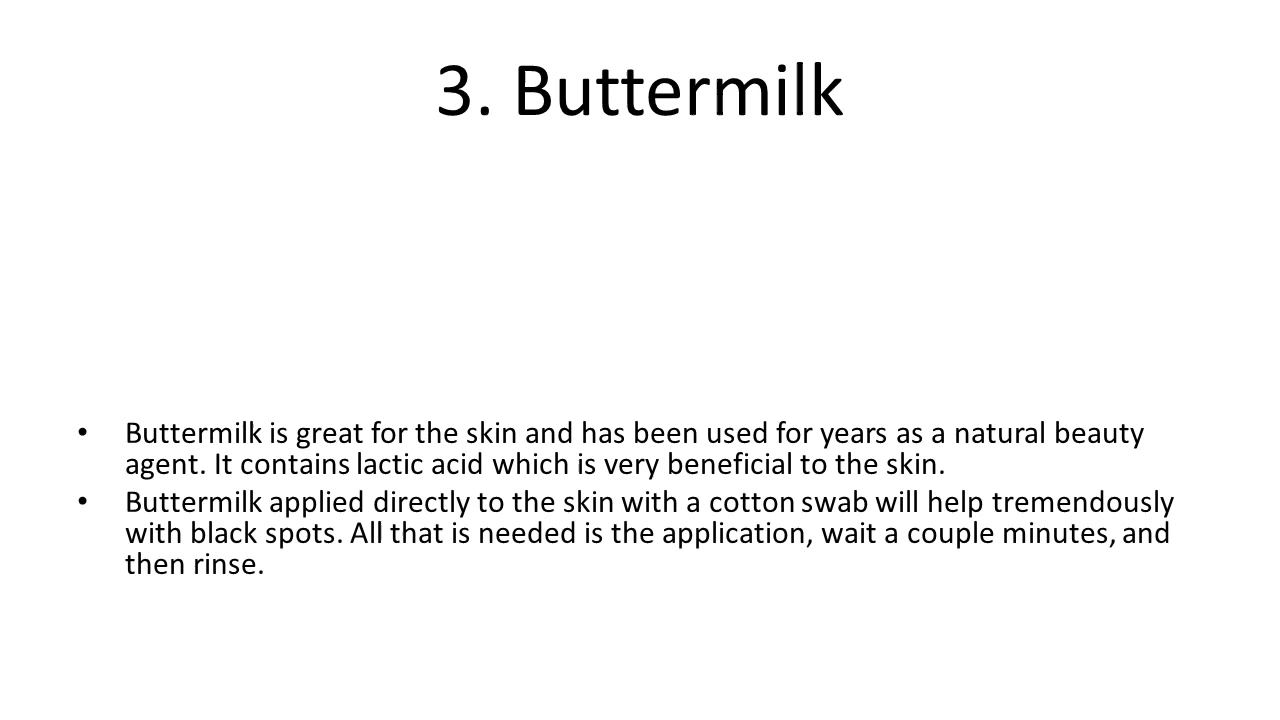 3. Buttermilk
• Buttermilk is great for the skin and has been used for years as a natural beauty
agent. It contains lactic acid which is very beneficial to the skin.
• Buttermilk applied directly to the skin with a cotton swab will help tremendously
with black spots. All that is needed is the application, wait a couple minutes, and
then rinse.